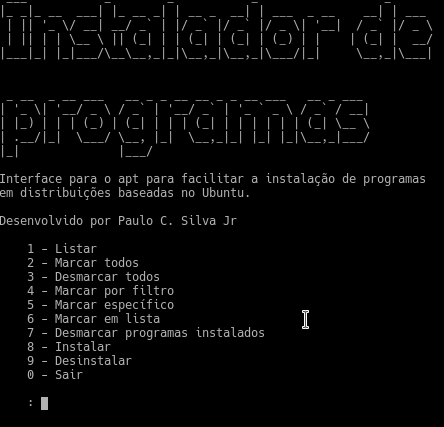 instalador de
programas
Interface para o apt para facilitar a instalação de programas
em distribuições baseadas no Ubuntu.
Desenvolvido por Paulo C. Silva Jr
1 - Listar
2 - Marcar todos
3 - Desmarcar todos
4 - Marcar por filtro
5 - Marcar específico
6 - Marcar em lista
7 - Desmarcar programas instalados
8 - Instalar
9 - Desinstalar
0 - Sair
: